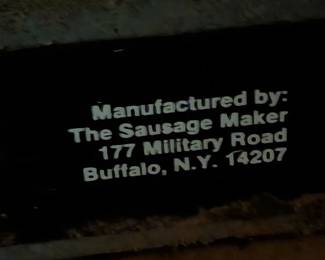 Manufactured by:
The Sausage Maker
177 Military Road
Buffalo, N.Y. 14207